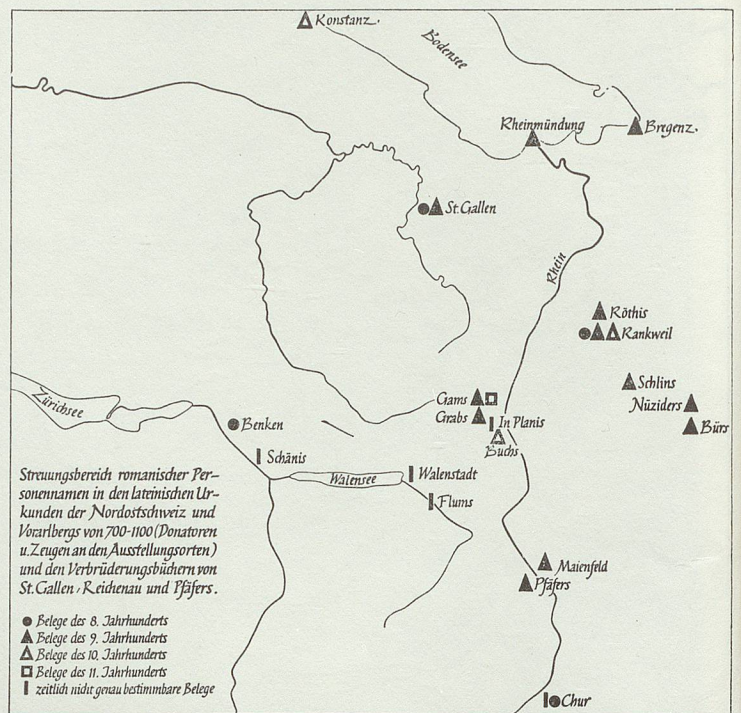 Konstanz.
Bodensee
Rheinmündung
Bregenz.
St. Gallen
Rhein
Röthis
Rankweil
Schlins
Nüziders
Bürs
Zürichsee
Gams
Grabs
In Planis
Buchs
Benken
Schänis
Walensee
Walenstadt
Flums
Maienfeld
Pfäfers
Chur
Streuungsbereich romanischer Per-
sonennamen in den lateinischen Ur-
kunden der Nordostschweiz und
Vorarlbergs von 700-1100 (Donatoren
u. Zeugen an den Ausstellungsorten)
und den Verbrüderungsbüchern von
St. Gallen, Reichenau und Pfäfers.
Belege des 8. Jahrhunderts
Belege des 9. Jahrhunderts
Belege des 10. Jahrhunderts
Belege des 11. Jahrhunderts
zeitlich nicht genau bestimmbare Belege